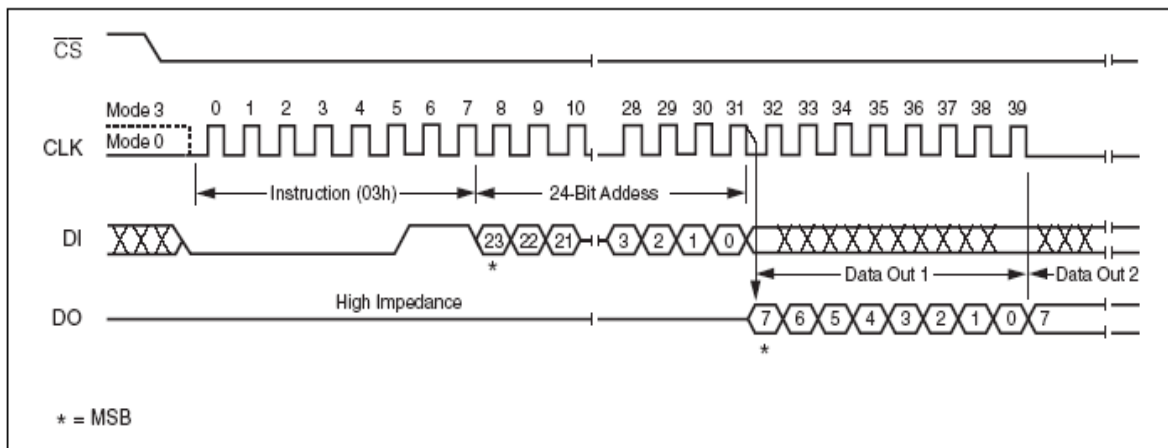 CS
Mode 3
0 1 2 3 4 5 6 7 8 9 10 28 29 30 31 32 33 34 35 36 37 38 39
Mode 0
CLK
Instruction (03h)
24-Bit Addess
DI
23 22 21 3 2 1 0
*
Data Out 1
Data Out 2
High Impedance
DO
7 6 5 4 3 2 1 0 7
*
* = MSB